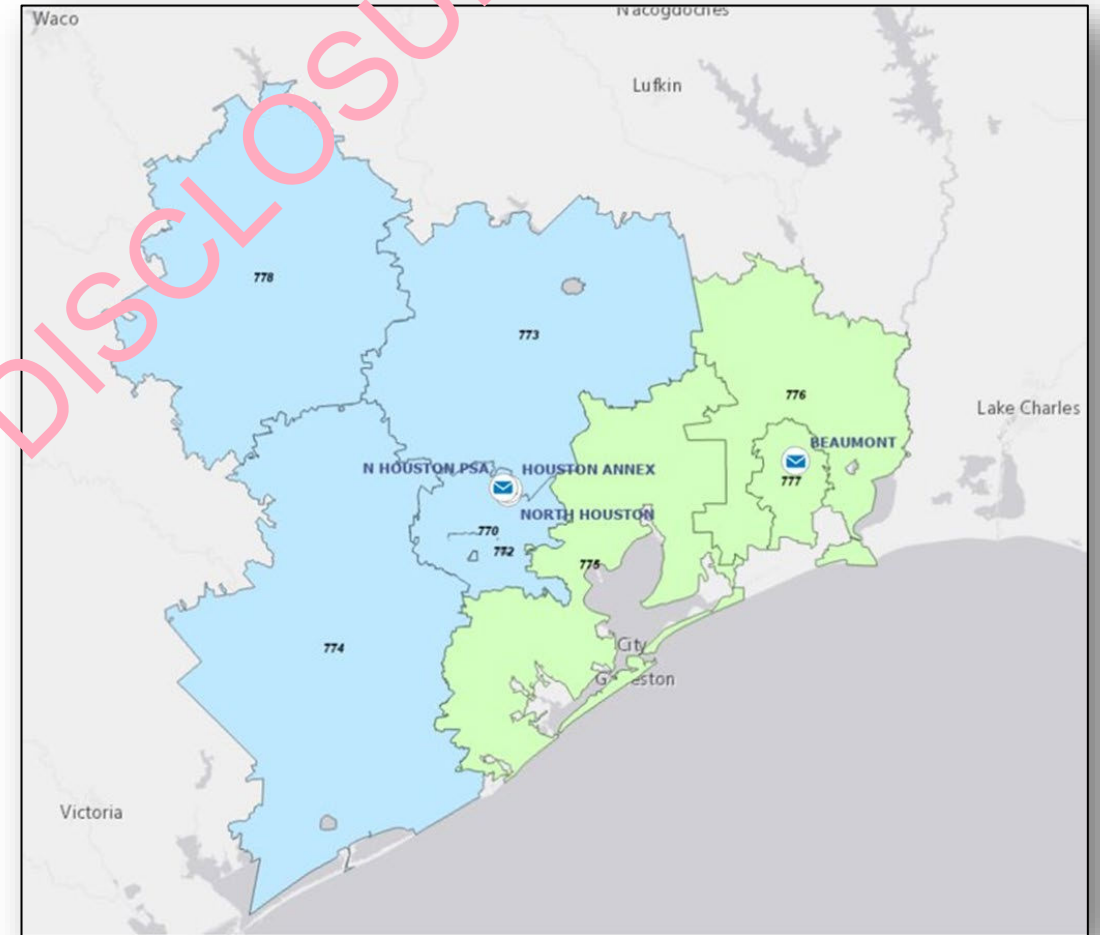 Waco
Nacogdoches
Lufkin
DISCLOSU
778
773
776
Lake Charles
BEAUMONT
777
N HOUSTON PSA
HOUSTON ANNEX
NORTH HOUSTON
770
772
775
774
City
Victoria